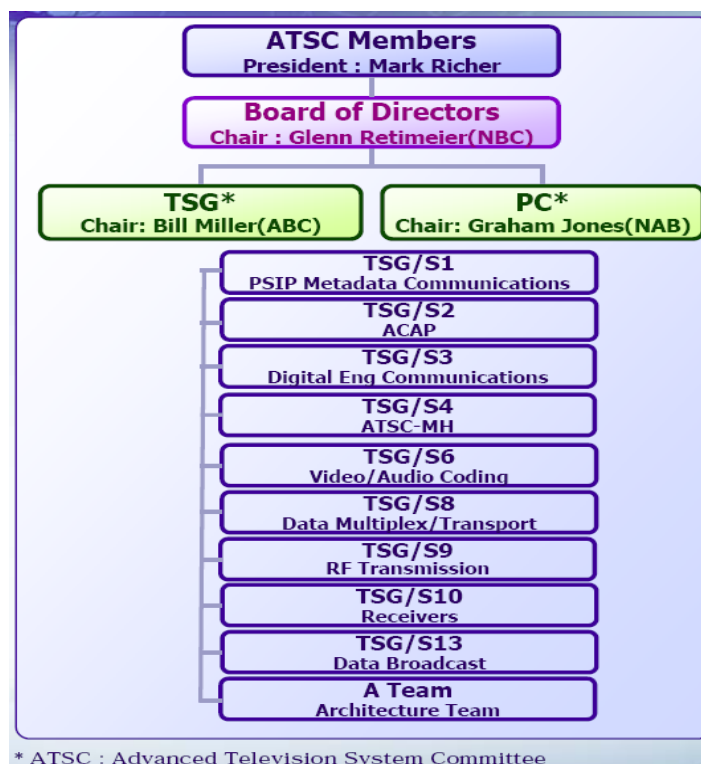 ATSC Members
President : Mark Richer
Board of Directors
Chair : Glenn Retimeier(NBC)
TSG*
Chair: Bill Miller(ABC)
PC*
Chair: Graham Jones(NAB)
TSG/S1
PSIP Metadata Communications
TSG/S2
ACAP
TSG/S3
Digital Eng Communications
TSG/S4
ATSC-MH
TSG/S6
Video/Audio Coding
TSG/S8
Data Multiplex/Transport
TSG/S9
RF Transmission
TSG/S10
Receivers
TSG/S13
Data Broadcast
A Team
Architecture Team
* ATSC : Advanced Television System Committee